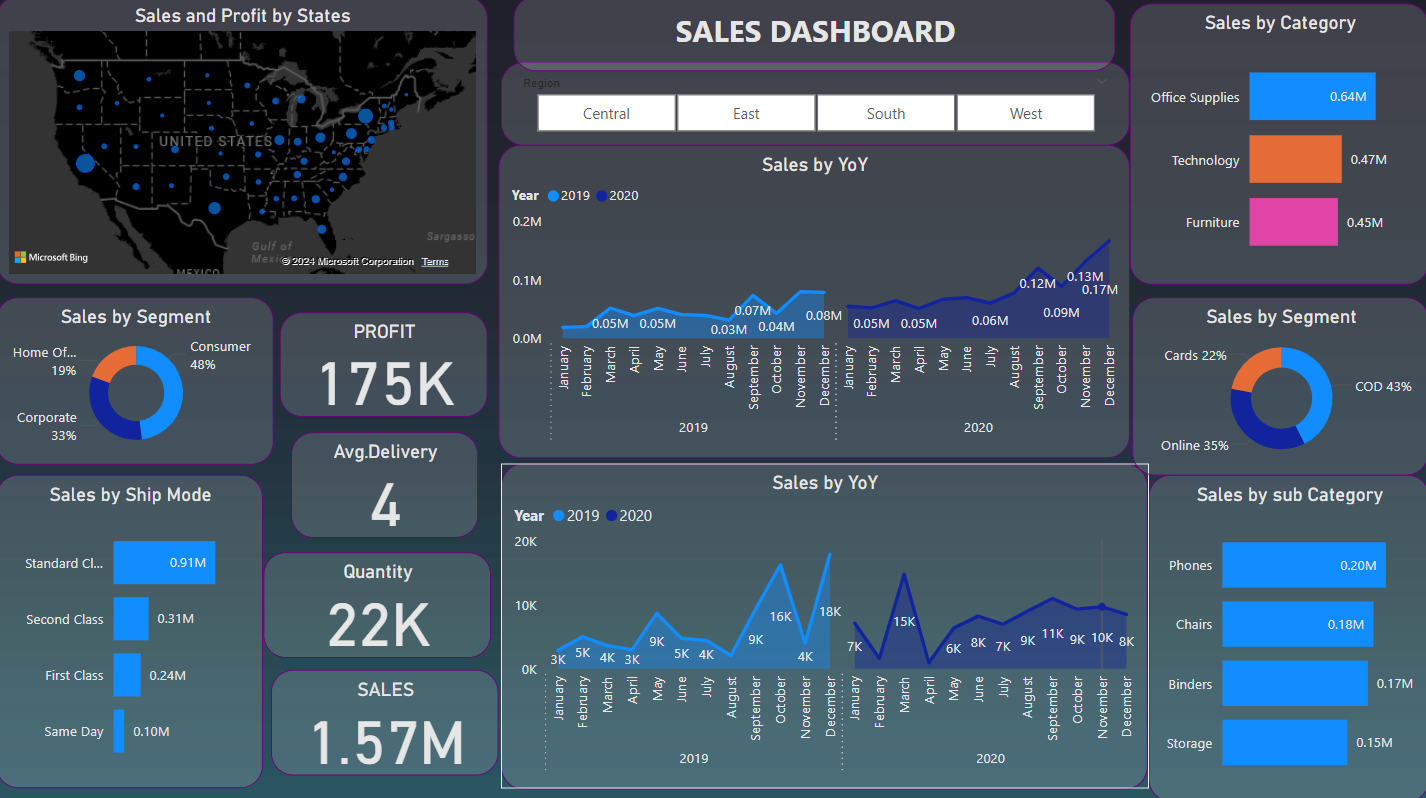 Sales and Profit by States
UNITED STATES
Gulf of
Mexico
Sargasso
MEXICO
Microsoft Bing
© 2024 Microsoft Corporation Terms
SALES DASHBOARD
Region
Central East South West
Sales by Category
Office Supplies 0.64M
Technology 0.47M
Furniture 0.45M
Sales by YoY
Year 2019 2020
0.2M
0.1M
0.0M
0.05M 0.05M 0.03M 0.07M 0.04M 0.08M 0.05M 0.05M 0.06M 0.12M 0.09M 0.13M 0.17M
January February March April May June July August September October November December January February March April May June July August September October November December
2019 2020
Sales by Segment
Home Of...
19%
Consumer
48%
Corporate
33%
PROFIT
175K
Avg.Delivery
4
Quantity
22K
SALES
1.57M
Sales by Segment
Cards 22%
COD 43%
Online 35%
Sales by Ship Mode
Standard Cl... 0.91M
Second Class 0.31M
First Class 0.24M
Same Day 0.10M
Sales by YoY
Year 2019 2020
20K
10K
0K
3K 5K 4K 3K 9K 5K 4K 9K 16K 4K 18K 7K 15K 6K 8K 7K 9K 11K 9K 10K 8K
January February March April May June July August September October November December January February March April May June July August September October November December
2019 2020
Sales by sub Category
Phones 0.20M
Chairs 0.18M
Binders 0.17M
Storage 0.15M